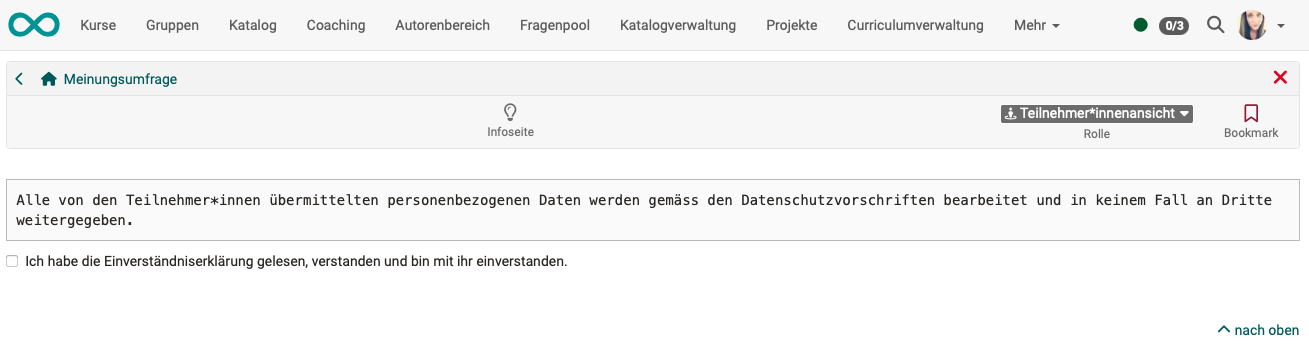 Kurse Gruppen Katalog Coaching Autorenbereich Fragenpool Katalogverwaltung Projekte Curriculumverwaltung Mehr 0/3
Meinungsumfrage
Infoseite
Teilnehmer*innenansicht
Rolle
Bookmark
Alle von den Teilnehmer*innen übermittelten personenbezogenen Daten werden gemäss den Datenschutzvorschriften bearbeitet und in keinem Fall an Dritte
weitergegeben.
Ich habe die Einverständniserklärung gelesen, verstanden und bin mit ihr einverstanden.
nach oben